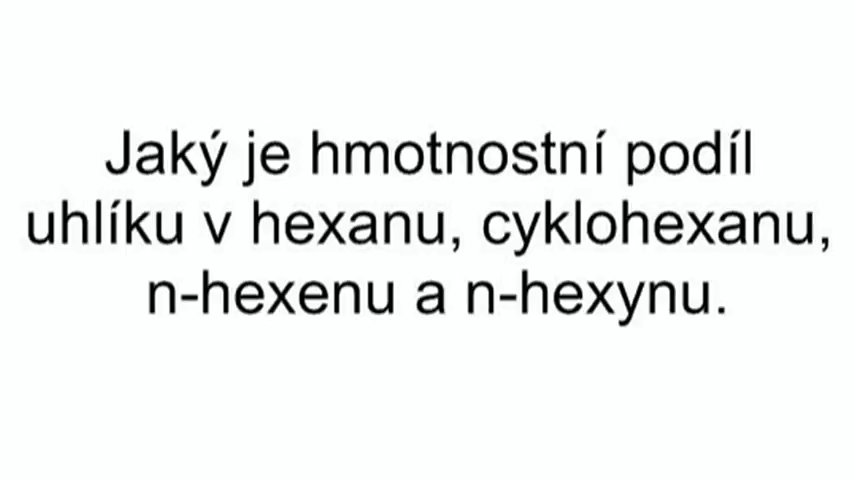 Jaký je hmotnostní podíl
uhlíku v hexanu, cyklohexanu,
n-hexenu a n-hexynu.